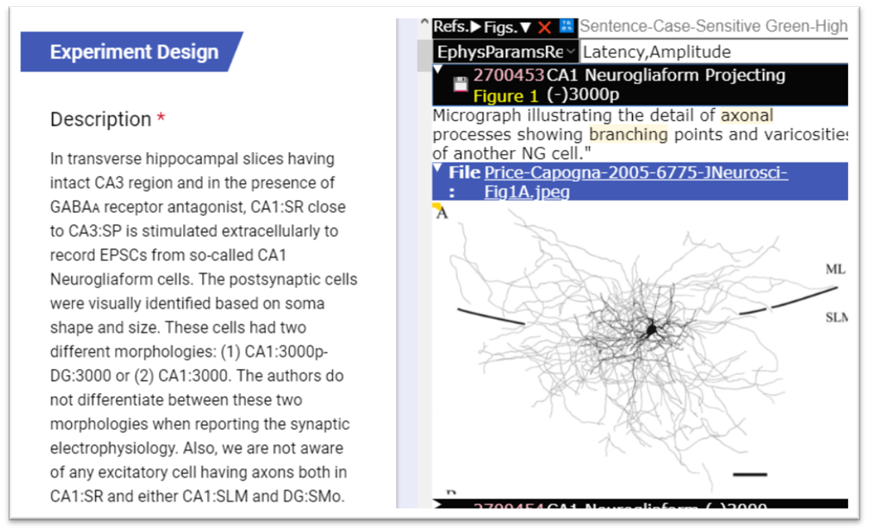 Experiment Design
Description *
In transverse hippocampal slices having
intact CA3 region and in the presence of
GABAA receptor antagonist, CA1:SR close
to CA3:SP is stimulated extracellularly to
record EPSCs from so-called CA1
Neurogliaform cells. The postsynaptic cells
were visually identified based on soma
shape and size. These cells had two
different morphologies: (1) CA1:3000p-
DG:3000 or (2) CA1:3000. The authors do
not differentiate between these two
morphologies when reporting the synaptic
electrophysiology. Also, we are not aware
of any excitatory cell having axons both in
CA1:SR and either CA1:SLM and DG:SMo.
Refs.▶Figs.▼ Sentence-Case-Sensitive Green-High
EphysParamsRe Latency,Amplitude
2700453 CA1 Neurogliaform Projecting
Figure 1 (-)3000p
Micrograph illustrating the detail of axonal
processes showing branching points and varicosities
of another NG cell."
File Price-Capogna-2005-6775-JNeurosci-
: Fig1A.jpeg
A
ML
SLM
2700454 CA1 Neurogliaform (-)3000